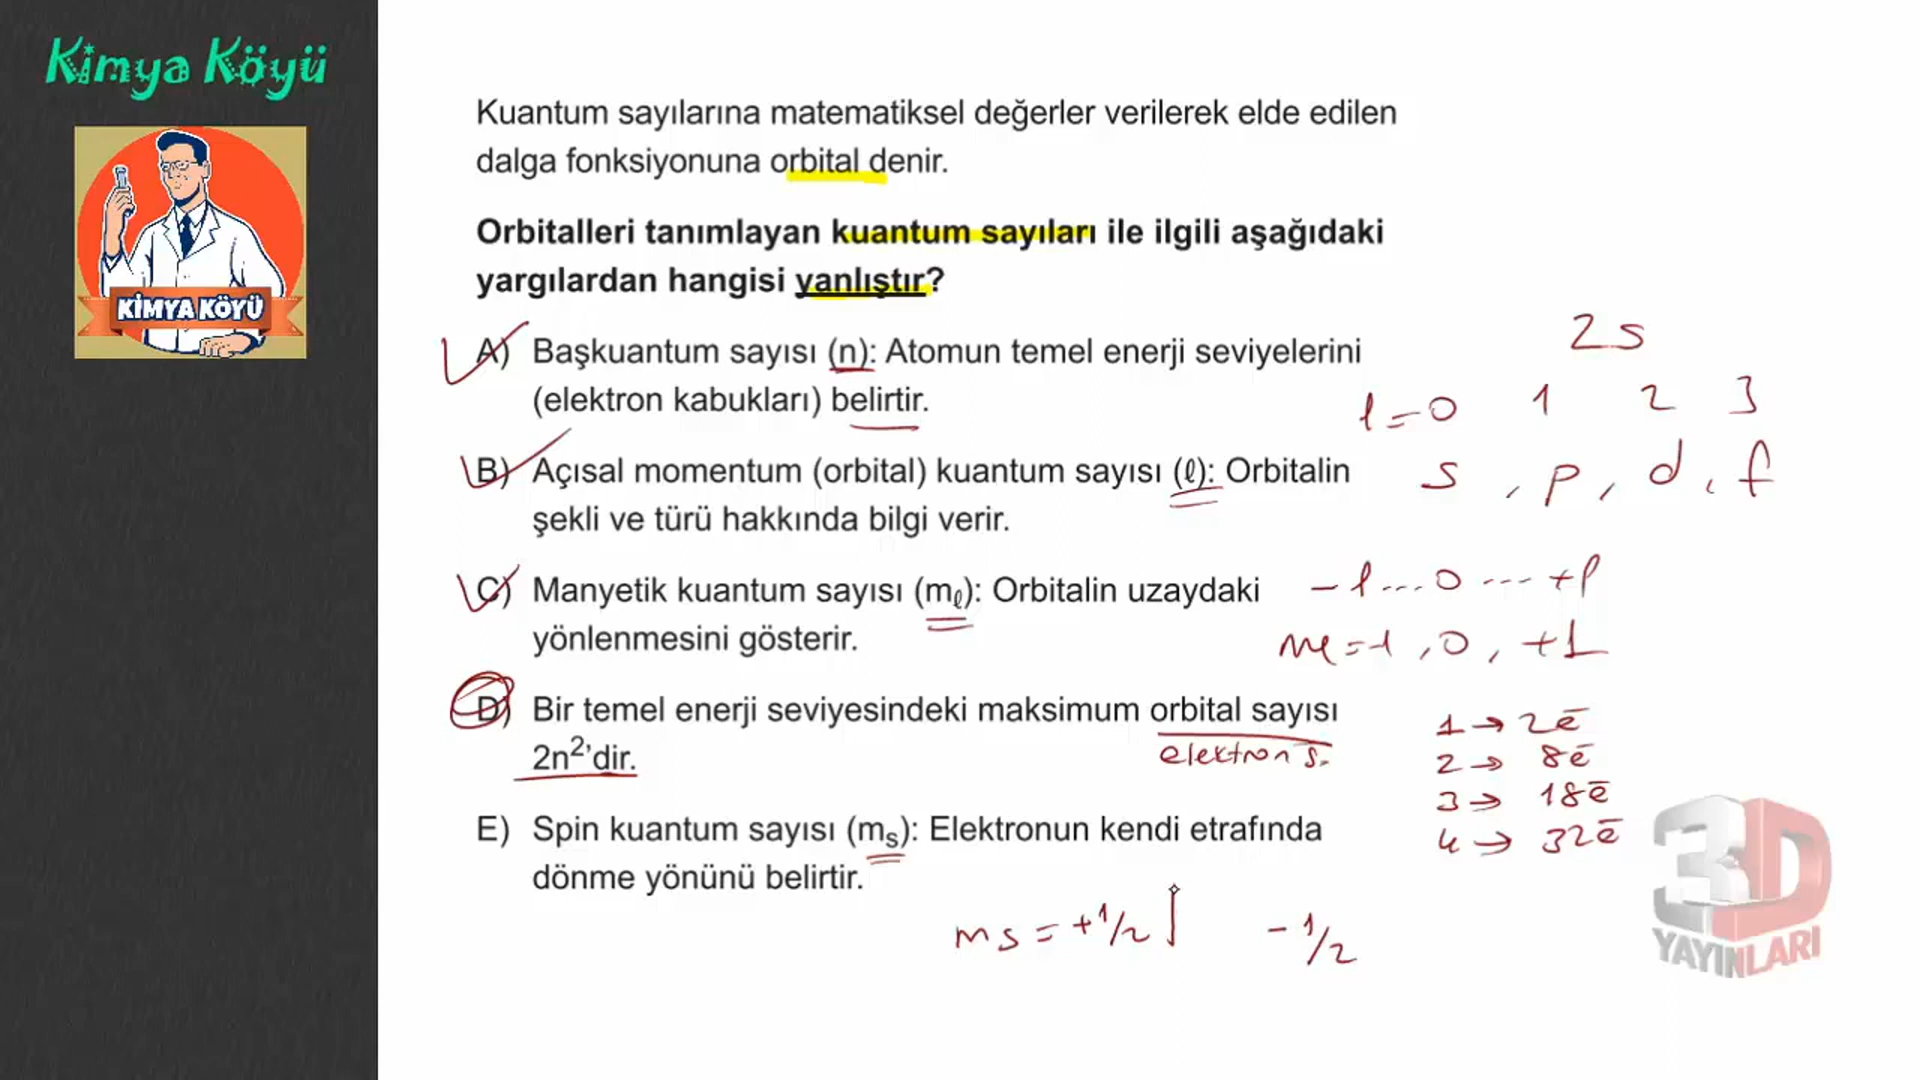 Kimya Köyü
KİMYA KÖYÜ
Kuantum sayılarına matematiksel değerler verilerek elde edilen
dalga fonksiyonuna orbital denir.
Orbitalleri tanımlayan kuantum sayıları ile ilgili aşağıdaki
yargılardan hangisi yanlıştır?
2s
A) Başkuantum sayısı (n): Atomun temel enerji seviyelerini
(elektron kabukları) belirtir.
l=0 1 2 3
B) Açısal momentum (orbital) kuantum sayısı (ℓ): Orbitalin
şekli ve türü hakkında bilgi verir.
s , p , d , f
C) Manyetik kuantum sayısı (mℓ): Orbitalin uzaydaki
yönlenmesini gösterir.
-l...0...+l
ml=-1, 0, +1
D) Bir temel enerji seviyesindeki maksimum orbital sayısı
2n²'dir.
elektron s.
1→2ē
2→8ē
3→18ē
4→32ē
E) Spin kuantum sayısı (ms): Elektronun kendi etrafında
dönme yönünü belirtir.
ms=+1/2 -1/2
3D
YAYINLARI